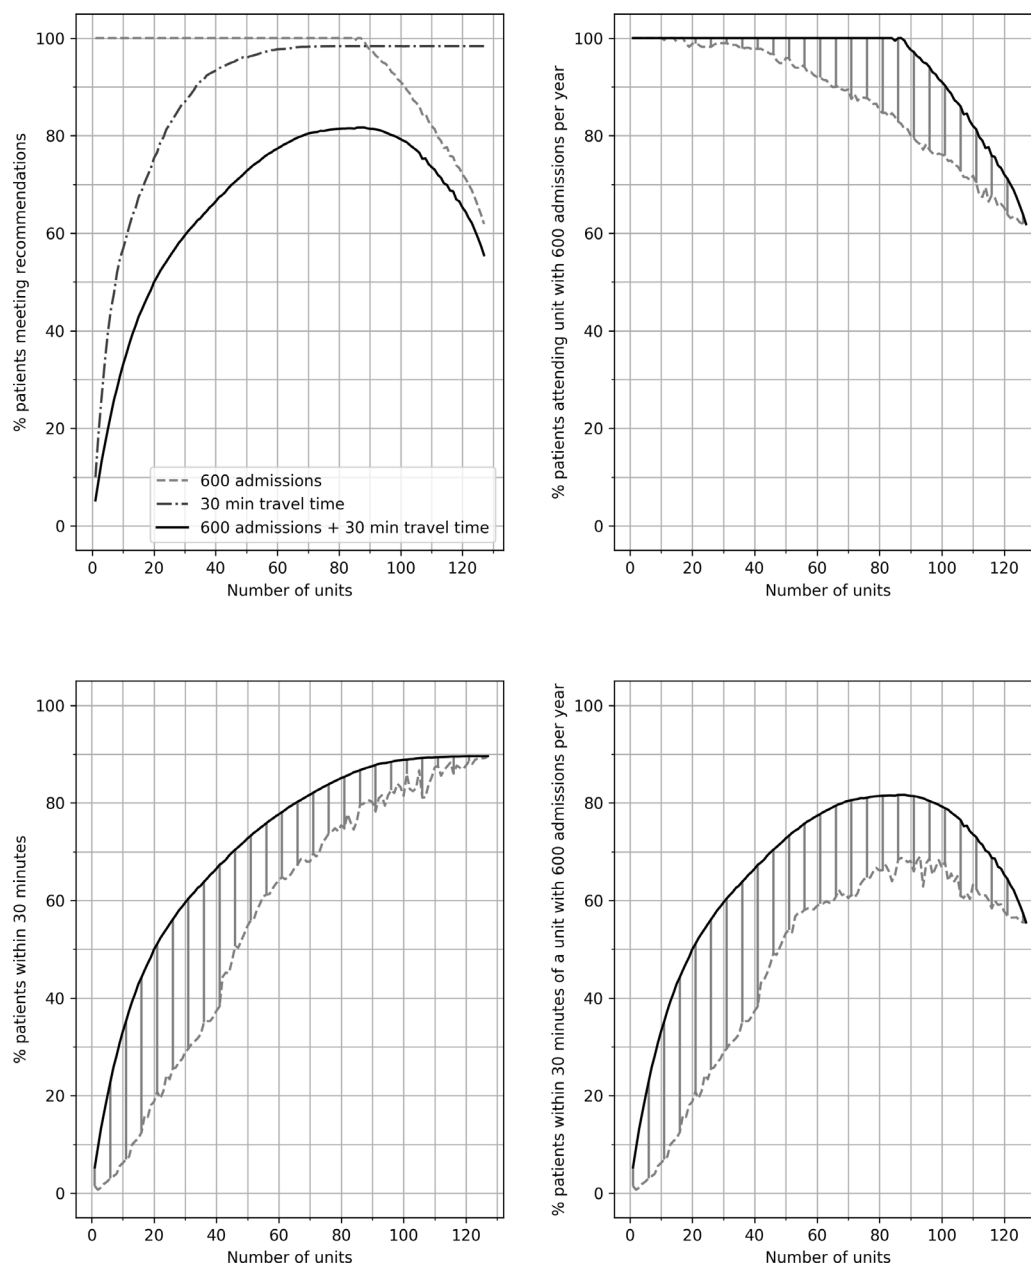 % patients meeting recommendations
100
80
60
40
20
0
600 admissions
30 min travel time
600 admissions + 30 min travel time
0 20 40 60 80 100 120
Number of units
% patients attending unit with 600 admissions per year
100
80
60
40
20
0
0 20 40 60 80 100 120
Number of units
% patients within 30 minutes
100
80
60
40
20
0
0 20 40 60 80 100 120
Number of units
% patients within 30 minutes of a unit with 600 admissions per year
100
80
60
40
20
0
0 20 40 60 80 100 120
Number of units